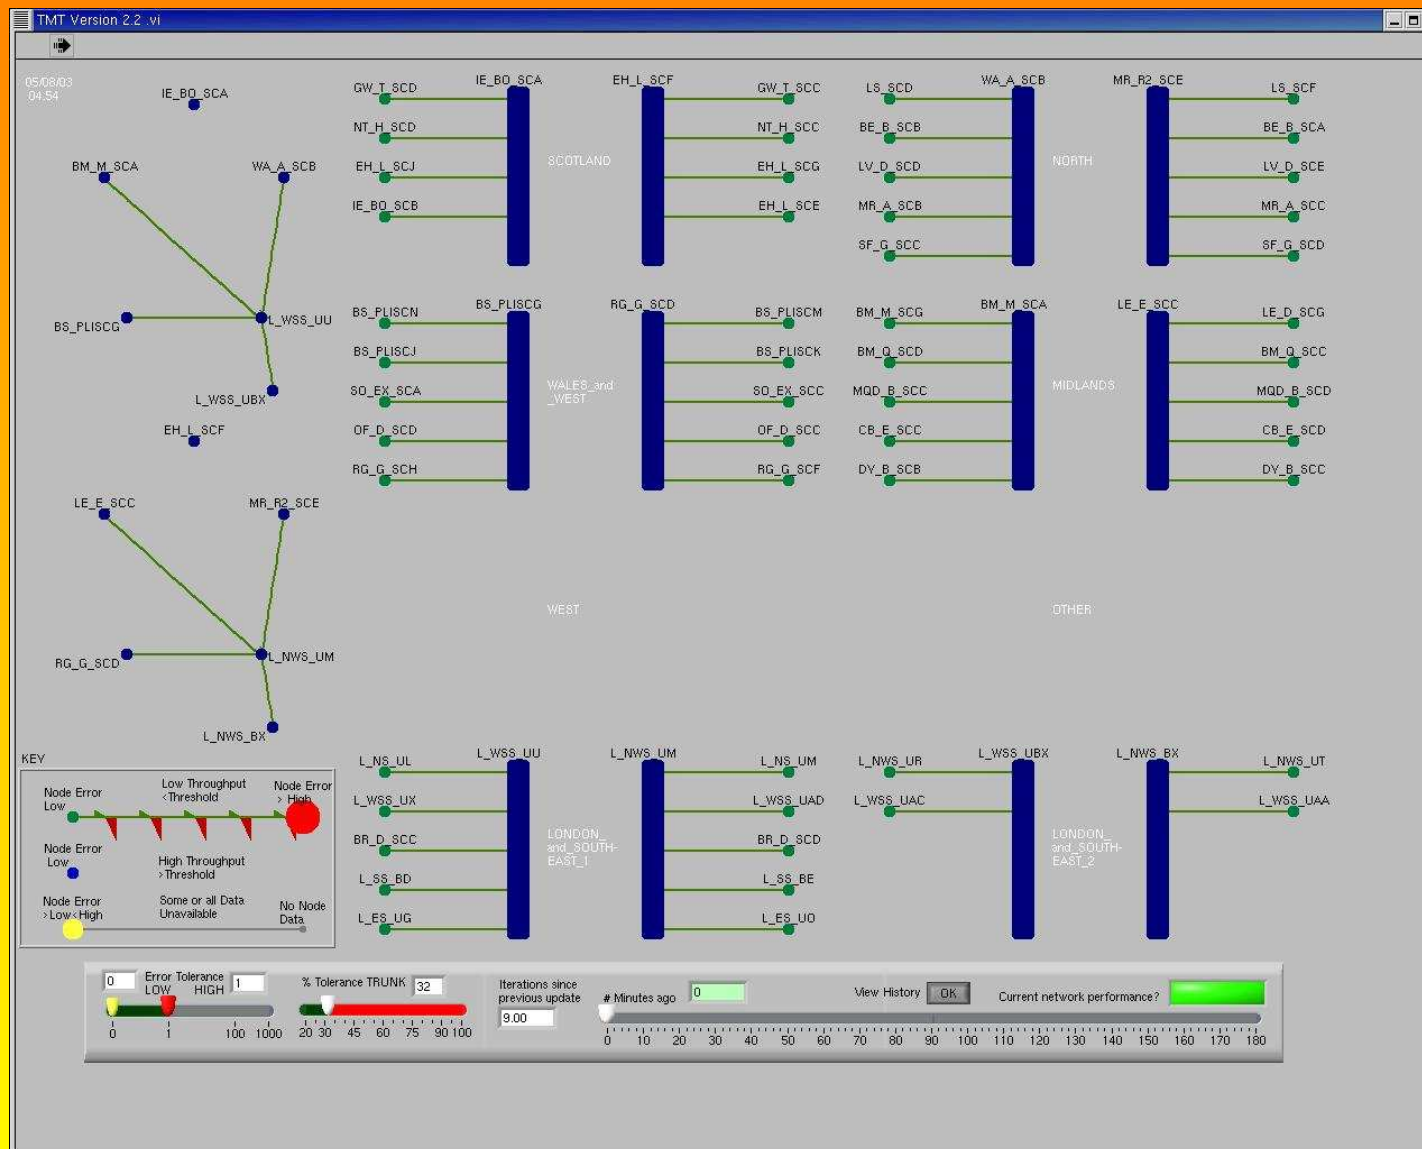 TMT Version 2.2 .vi
05/08/03
04.54
IE_BO_SCA
BM_M_SCA
WA_A_SCB
BS_PLISCG
L_WSS_UU
L_WSS_UBX
EH_L_SCF
LE_E_SCC
MR_R2_SCE
RG_G_SCD
L_NWS_UM
L_NWS_BX
GW_T_SCD
IE_BO_SCA
EH_L_SCF
GW_T_SCC
NT_H_SCD
NT_H_SCC
SCOTLAND
EH_L_SCJ
EH_L_SCG
IE_BO_SCB
EH_L_SCE
LS_SCD
WA_A_SCB
MR_R2_SCE
LS_SCF
BE_B_SCB
BE_B_SCA
NORTH
LV_D_SCD
LV_D_SCE
MR_A_SCB
MR_A_SCC
SF_G_SCC
SF_G_SCD
BS_PLISCN
BS_PLISCG
RG_G_SCD
BS_PLISCM
BS_PLISCJ
BS_PLISCK
WALES_and
_WEST
SO_EX_SCA
SO_EX_SCC
OF_D_SCD
OF_D_SCC
RG_G_SCH
RG_G_SCF
BM_M_SCG
BM_M_SCA
LE_E_SCC
LE_D_SCG
BM_Q_SCD
BM_Q_SCC
MIDLANDS
MQD_B_SCC
MQD_B_SCD
CB_E_SCC
CB_E_SCD
DY_B_SCB
DY_B_SCC
WEST
OTHER
L_NS_UL
L_WSS_UU
L_NWS_UM
L_NS_UM
L_WSS_UX
L_WSS_UAD
LONDON_
and_SOUTH-
EAST_1
BR_D_SCC
BR_D_SCD
L_SS_BD
L_SS_BE
L_ES_UG
L_ES_UO
L_NWS_UR
L_WSS_UBX
L_NWS_BX
L_NWS_UT
L_WSS_UAC
L_WSS_UAA
LONDON_
and_SOUTH-
EAST_2
KEY
Node Error
Low
Low Throughput
<Threshold
Node Error
> High
Node Error
Low
High Throughput
>Threshold
Node Error
>Low<High
Some or all Data
Unavailable
No Node
Data
0
Error Tolerance
LOW HIGH
1
0 1 100 1000
% Tolerance TRUNK
32
20 30 45 60 75 90 100
Iterations since
previous update
9.00
# Minutes ago
0
View History
OK
Current network performance?
0 10 20 30 40 50 60 70 80 90 100 110 120 130 140 150 160 170 180